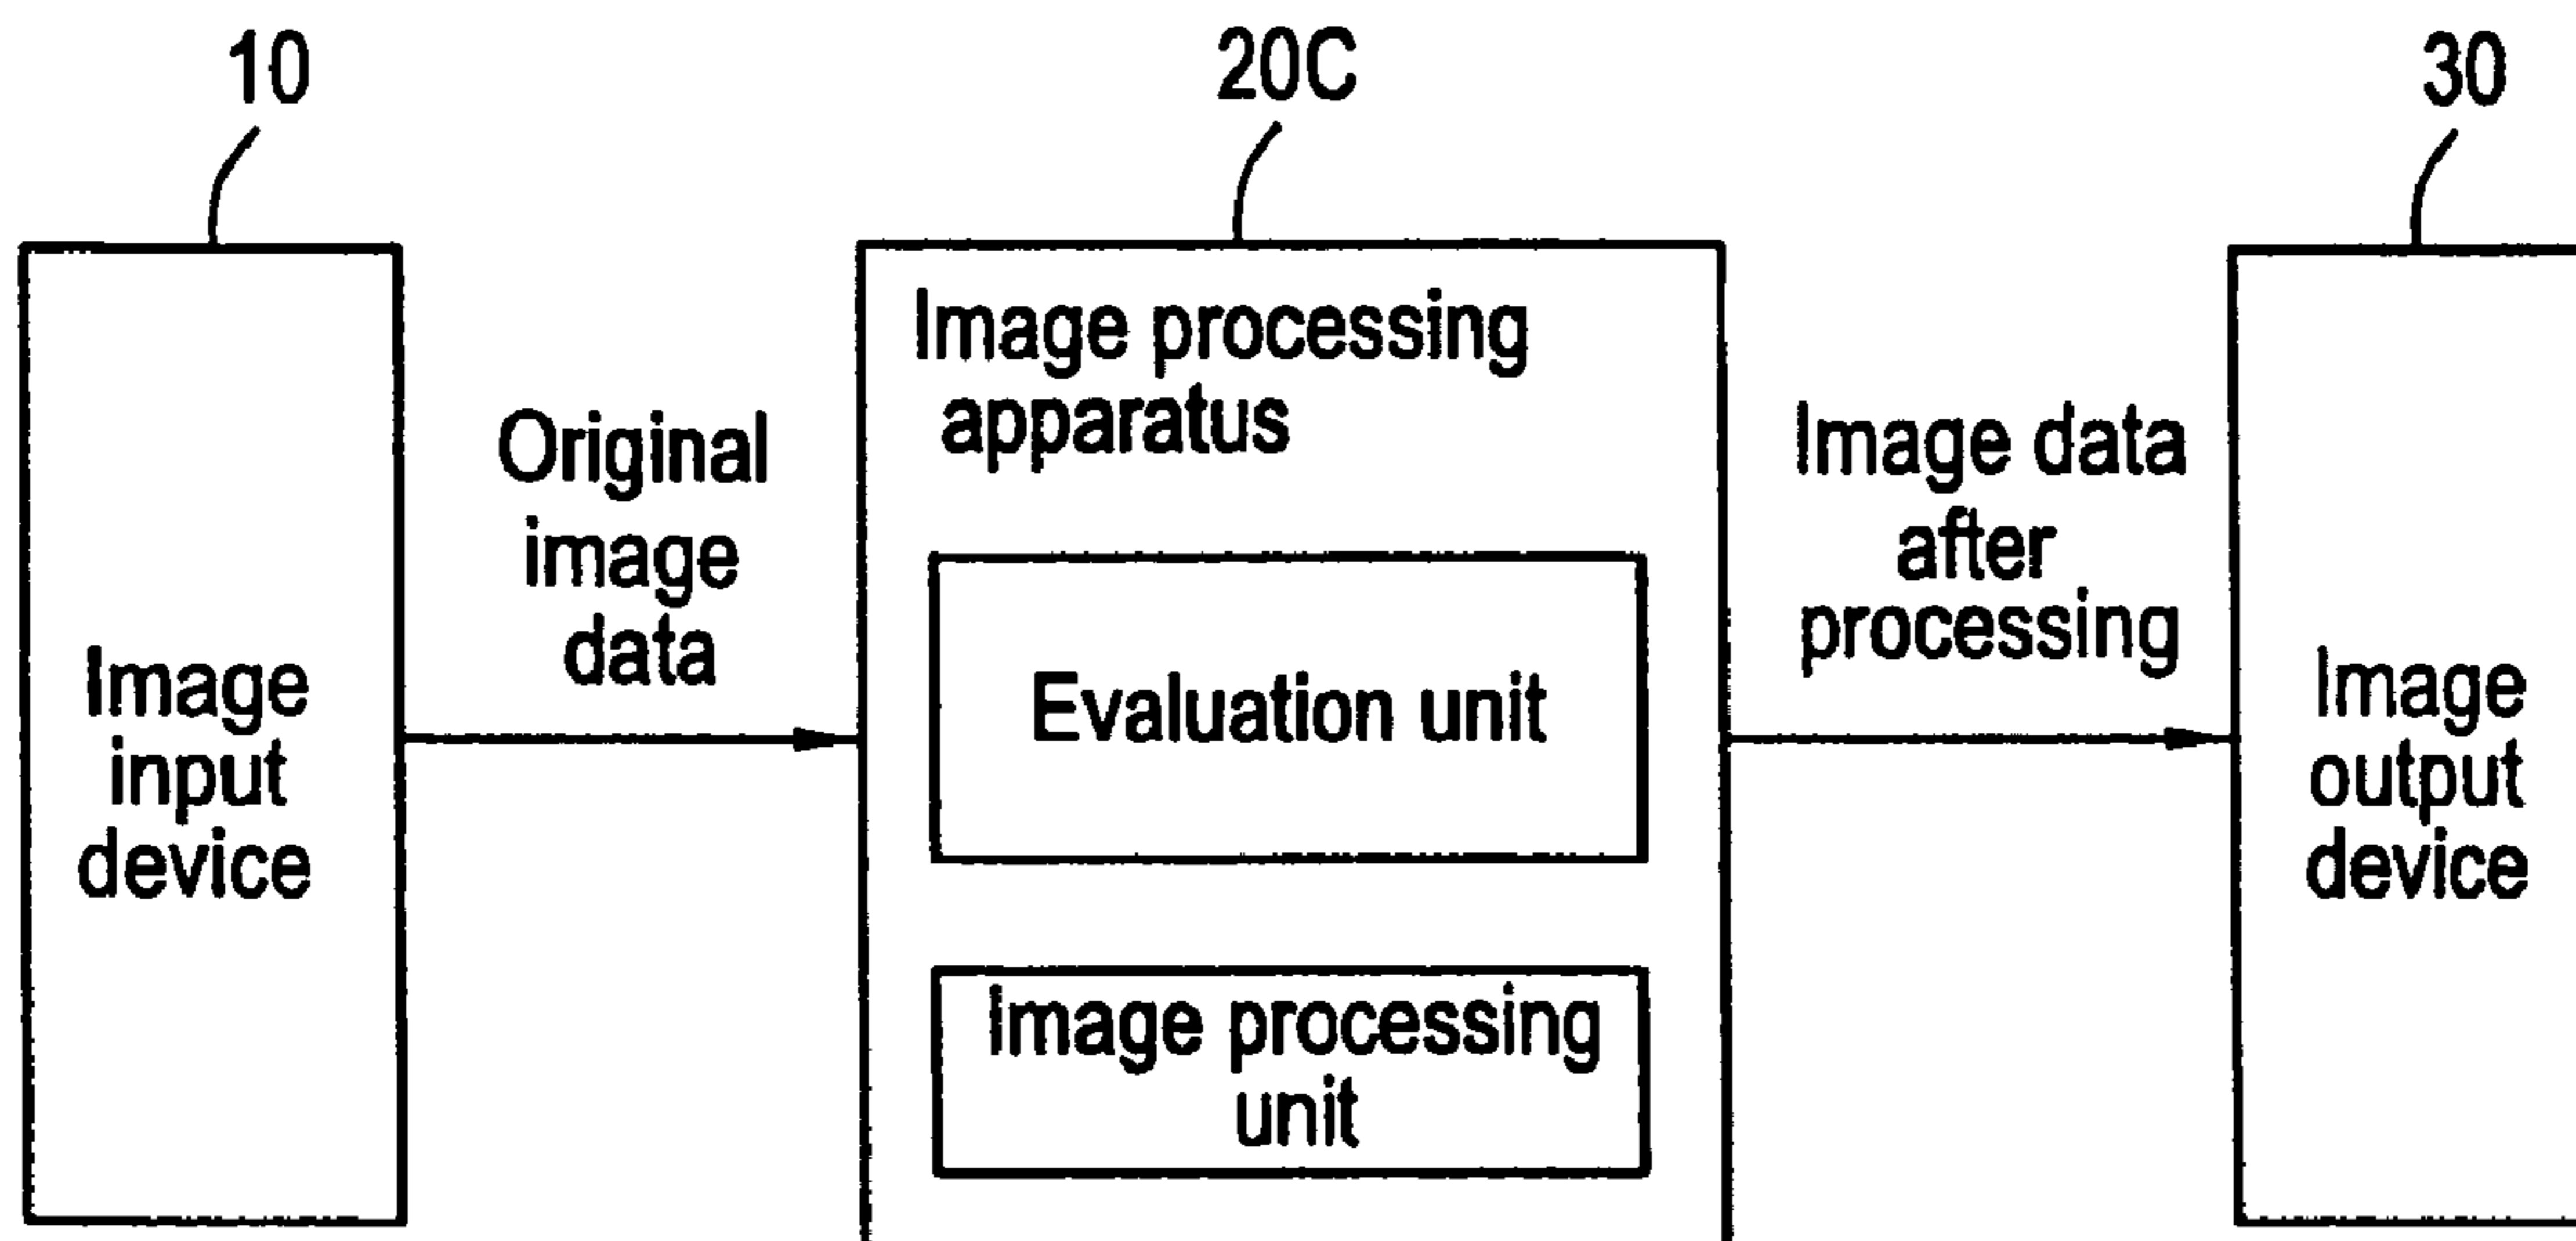 10
20C
30
Image
input
device
Original
image
data
Image processing
apparatus
Evaluation unit
Image processing
unit
Image data
after
processing
Image
output
device